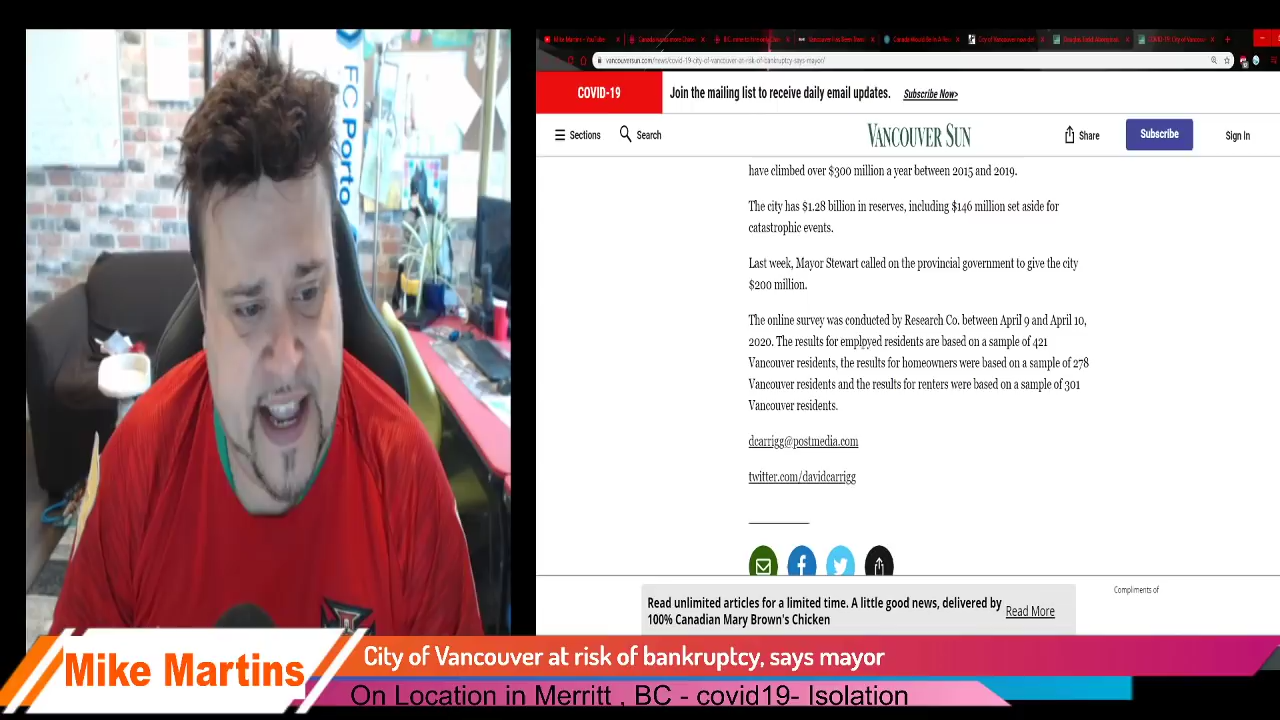 FC Porto
Mike Martins - YouTube
vancouversun.com/news/covid-19-city-of-vancouver-at-risk-of-bankruptcy-says-mayor/
COVID-19
Join the mailing list to receive daily email updates. Subscribe Now>
Sections
Search
VANCOUVER SUN
Share
Subscribe
Sign In
have climbed over $300 million a year between 2015 and 2019.
The city has $1.28 billion in reserves, including $146 million set aside for
catastrophic events.
Last week, Mayor Stewart called on the provincial government to give the city
$200 million.
The online survey was conducted by Research Co. between April 9 and April 10,
2020. The results for employed residents are based on a sample of 421
Vancouver residents, the results for homeowners were based on a sample of 278
Vancouver residents and the results for renters were based on a sample of 301
Vancouver residents.
dcarrigg@postmedia.com
twitter.com/davidcarrigg
Compliments of
Read unlimited articles for a limited time. A little good news, delivered by
100% Canadian Mary Brown's Chicken
Read More
Mike Martins
City of Vancouver at risk of bankruptcy, says mayor
On Location in Merritt , BC - covid19- Isolation